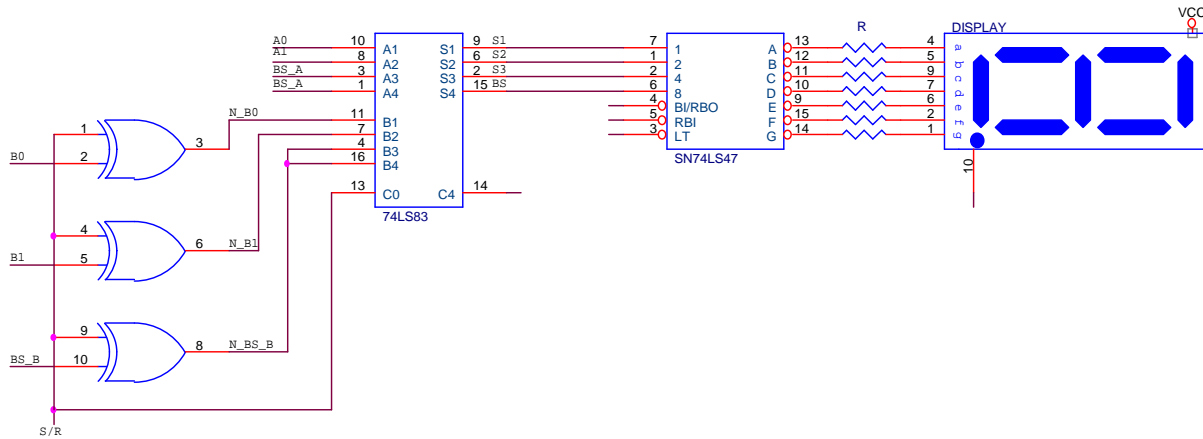 VCC
R
DISPLAY
A0 10 A1 S1 9 S1 7 1 A 13 4 a
A1 8 A2 S2 6 S2 1 2 B 12 5 b
BS_A 3 A3 S3 2 S3 2 4 C 11 9 c
BS_A 1 A4 S4 15 BS 6 8 D 10 7 d
4 BI/RBO E 9 6 e
N_B0 11 B1 5 RBI F 15 2 f
1 7 B2 3 LT G 14 1 g
3 4 B3
B0 2 16 B4 SN74LS47 10
13 C0 C4 14
74LS83
4
6 N_B1
B1 5
9
8 N_BS_B
BS_B 10
S/R